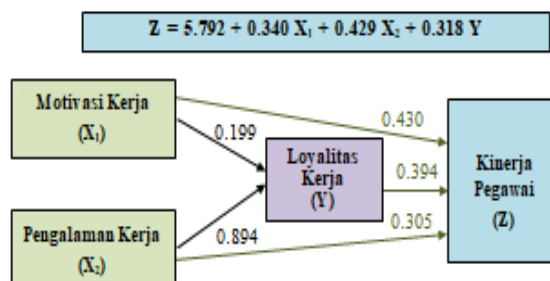 Z = 5.792 + 0.340 X₁ + 0.429 X₂ + 0.318 Y
Motivasi Kerja
(X₁)
0.430
0.199
Loyalitas
Kerja
(Y)
0.394
Kinerja
Pegawai
(Z)
Pengalaman Kerja
(X₂)
0.894
0.305